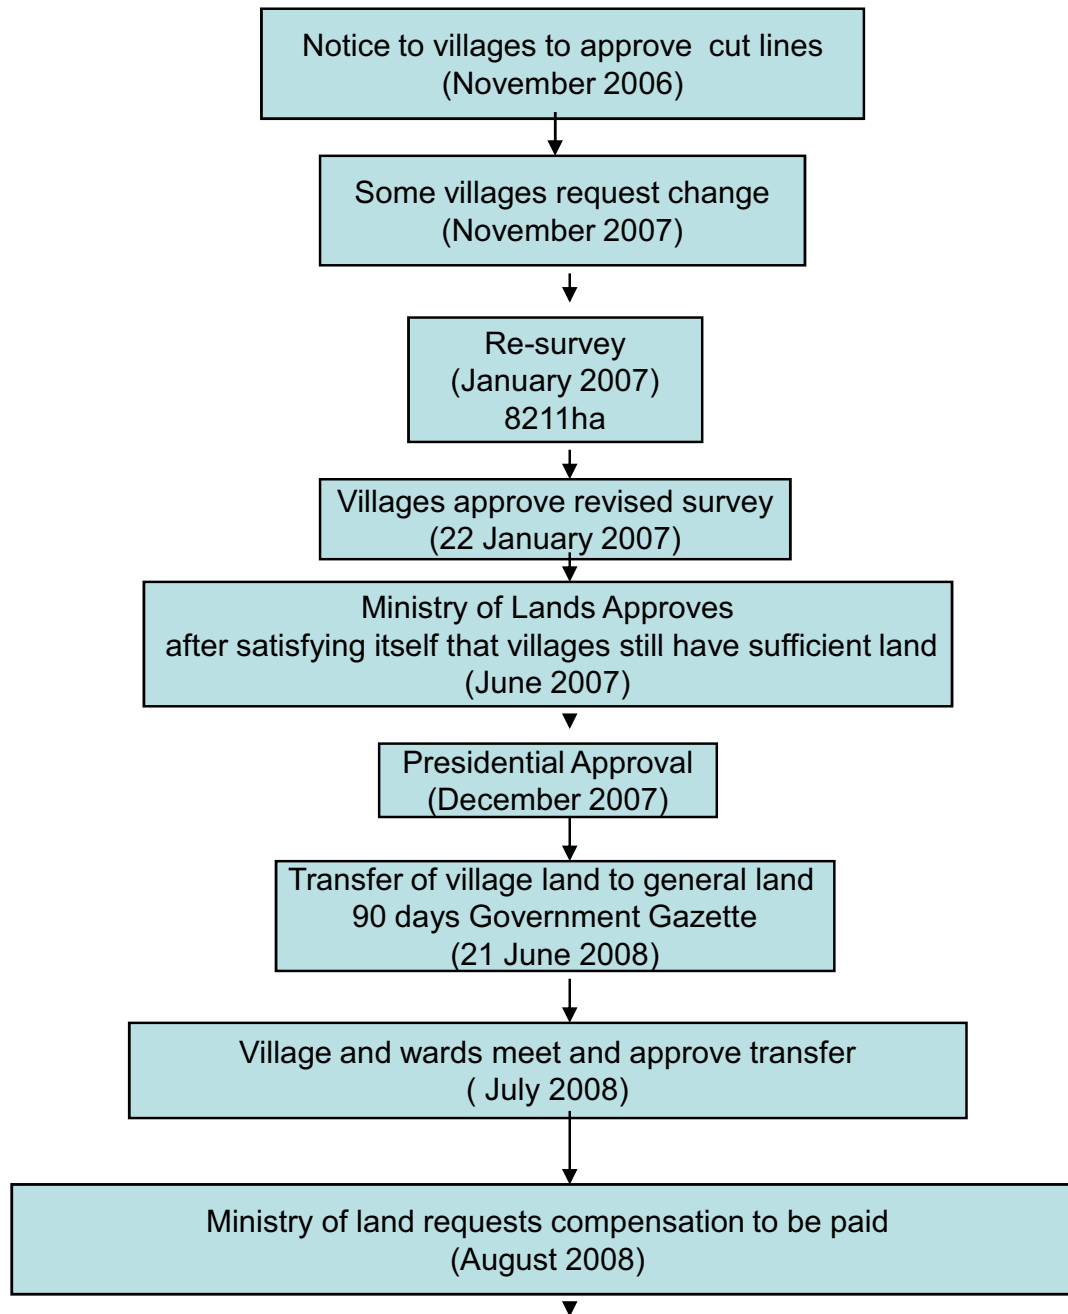 Notice to villages to approve  cut lines
(November 2006)
Some villages request change
(November 2007)
Re-survey
(January 2007)
8211ha
Villages approve revised survey
(22 January 2007)
Ministry of Lands Approves
after satisfying itself that villages still have sufficient land
(June 2007)
Presidential Approval
(December 2007)
Transfer of village land to general land
90 days Government Gazette
(21 June 2008)
Village and wards meet and approve transfer
( July 2008)
Ministry of land requests compensation to be paid
(August 2008)